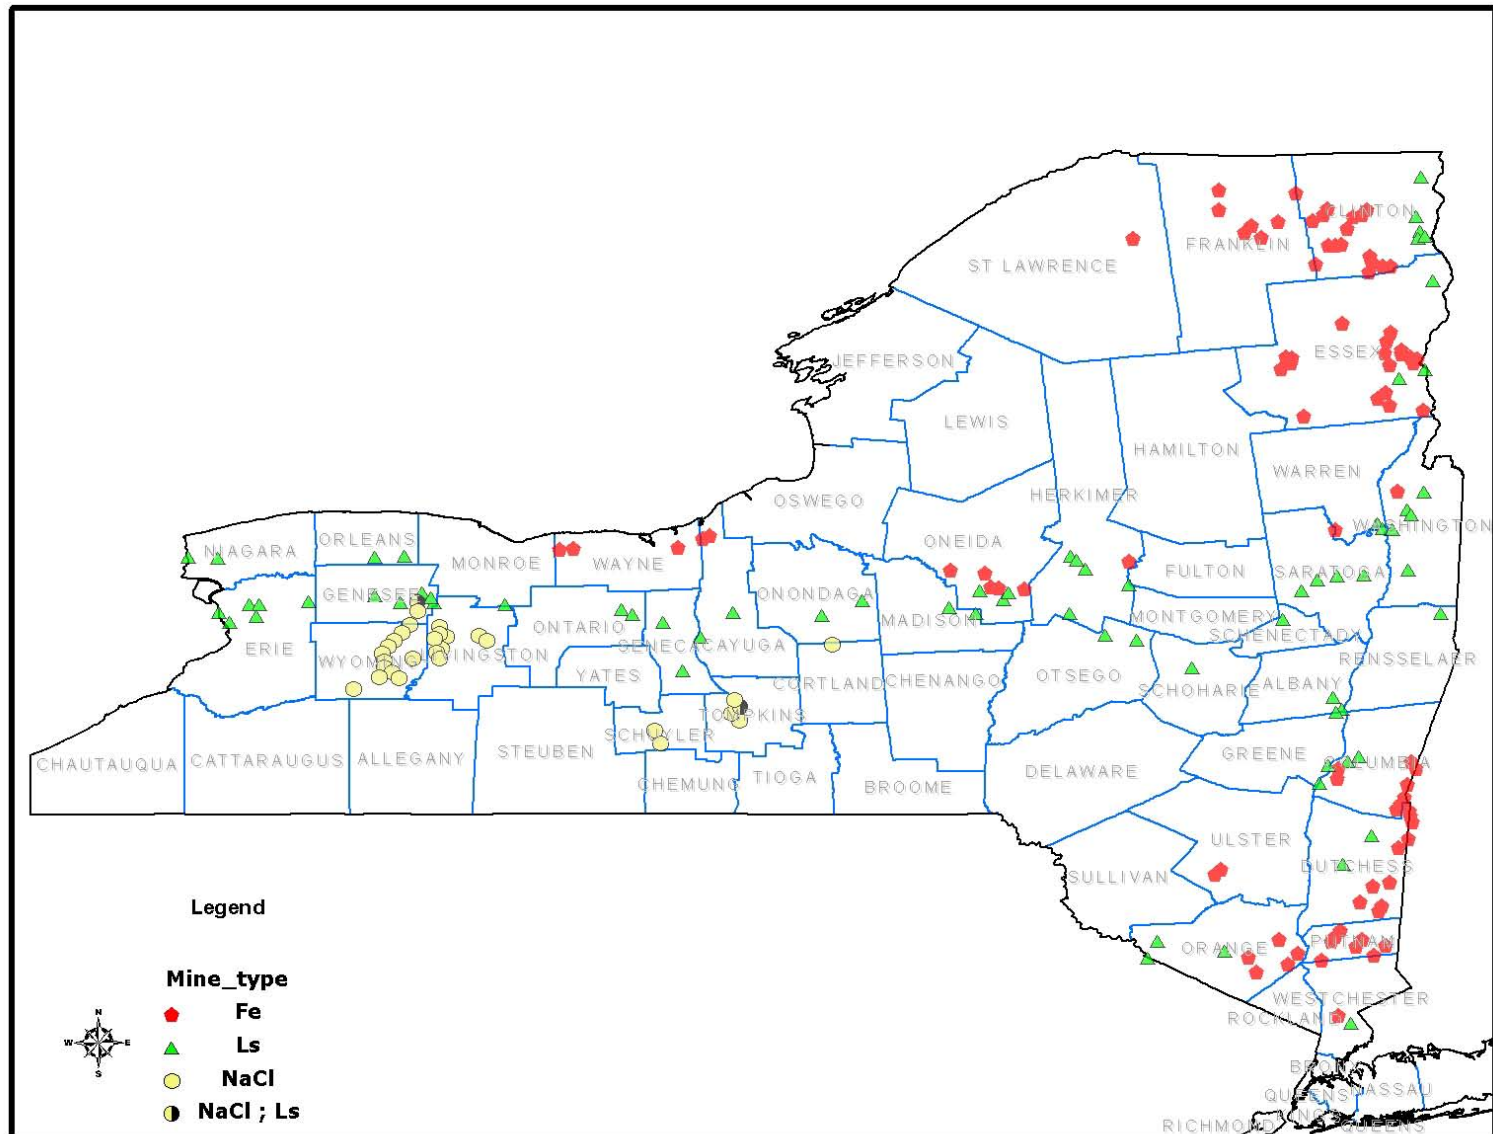 CLINTON
FRANKLIN
ST LAWRENCE
ESSEX
JEFFERSON
LEWIS
HAMILTON
WARREN
HERKIMER
OSWEGO
WASHINGTON
ONEIDA
ORLEANS
NIAGARA
MONROE
WAYNE
FULTON
SARATOGA
GENESEE
ONONDAGA
MADISON
MONTGOMERY
ONTARIO
SCHENECTADY
SENECA
CAYUGA
ERIE
WYOMING
LIVINGSTON
RENSSELAER
YATES
OTSEGO
CORTLAND
CHENANGO
SCHOHARIE
ALBANY
TOMPKINS
SCHUYLER
STEUBEN
GREENE
COLUMBIA
CHAUTAUQUA
CATTARAUGUS
ALLEGANY
DELAWARE
CHEMUNG
TIOGA
BROOME
ULSTER
DUTCHESS
SULLIVAN
ORANGE
PUTNAM
WESTCHESTER
ROCKLAND
BRONX
NASSAU
QUEENS
KINGS
RICHMOND
QUEENS
Legend
Mine_type
Fe
Ls
NaCl
NaCl ; Ls
N
W
E
S